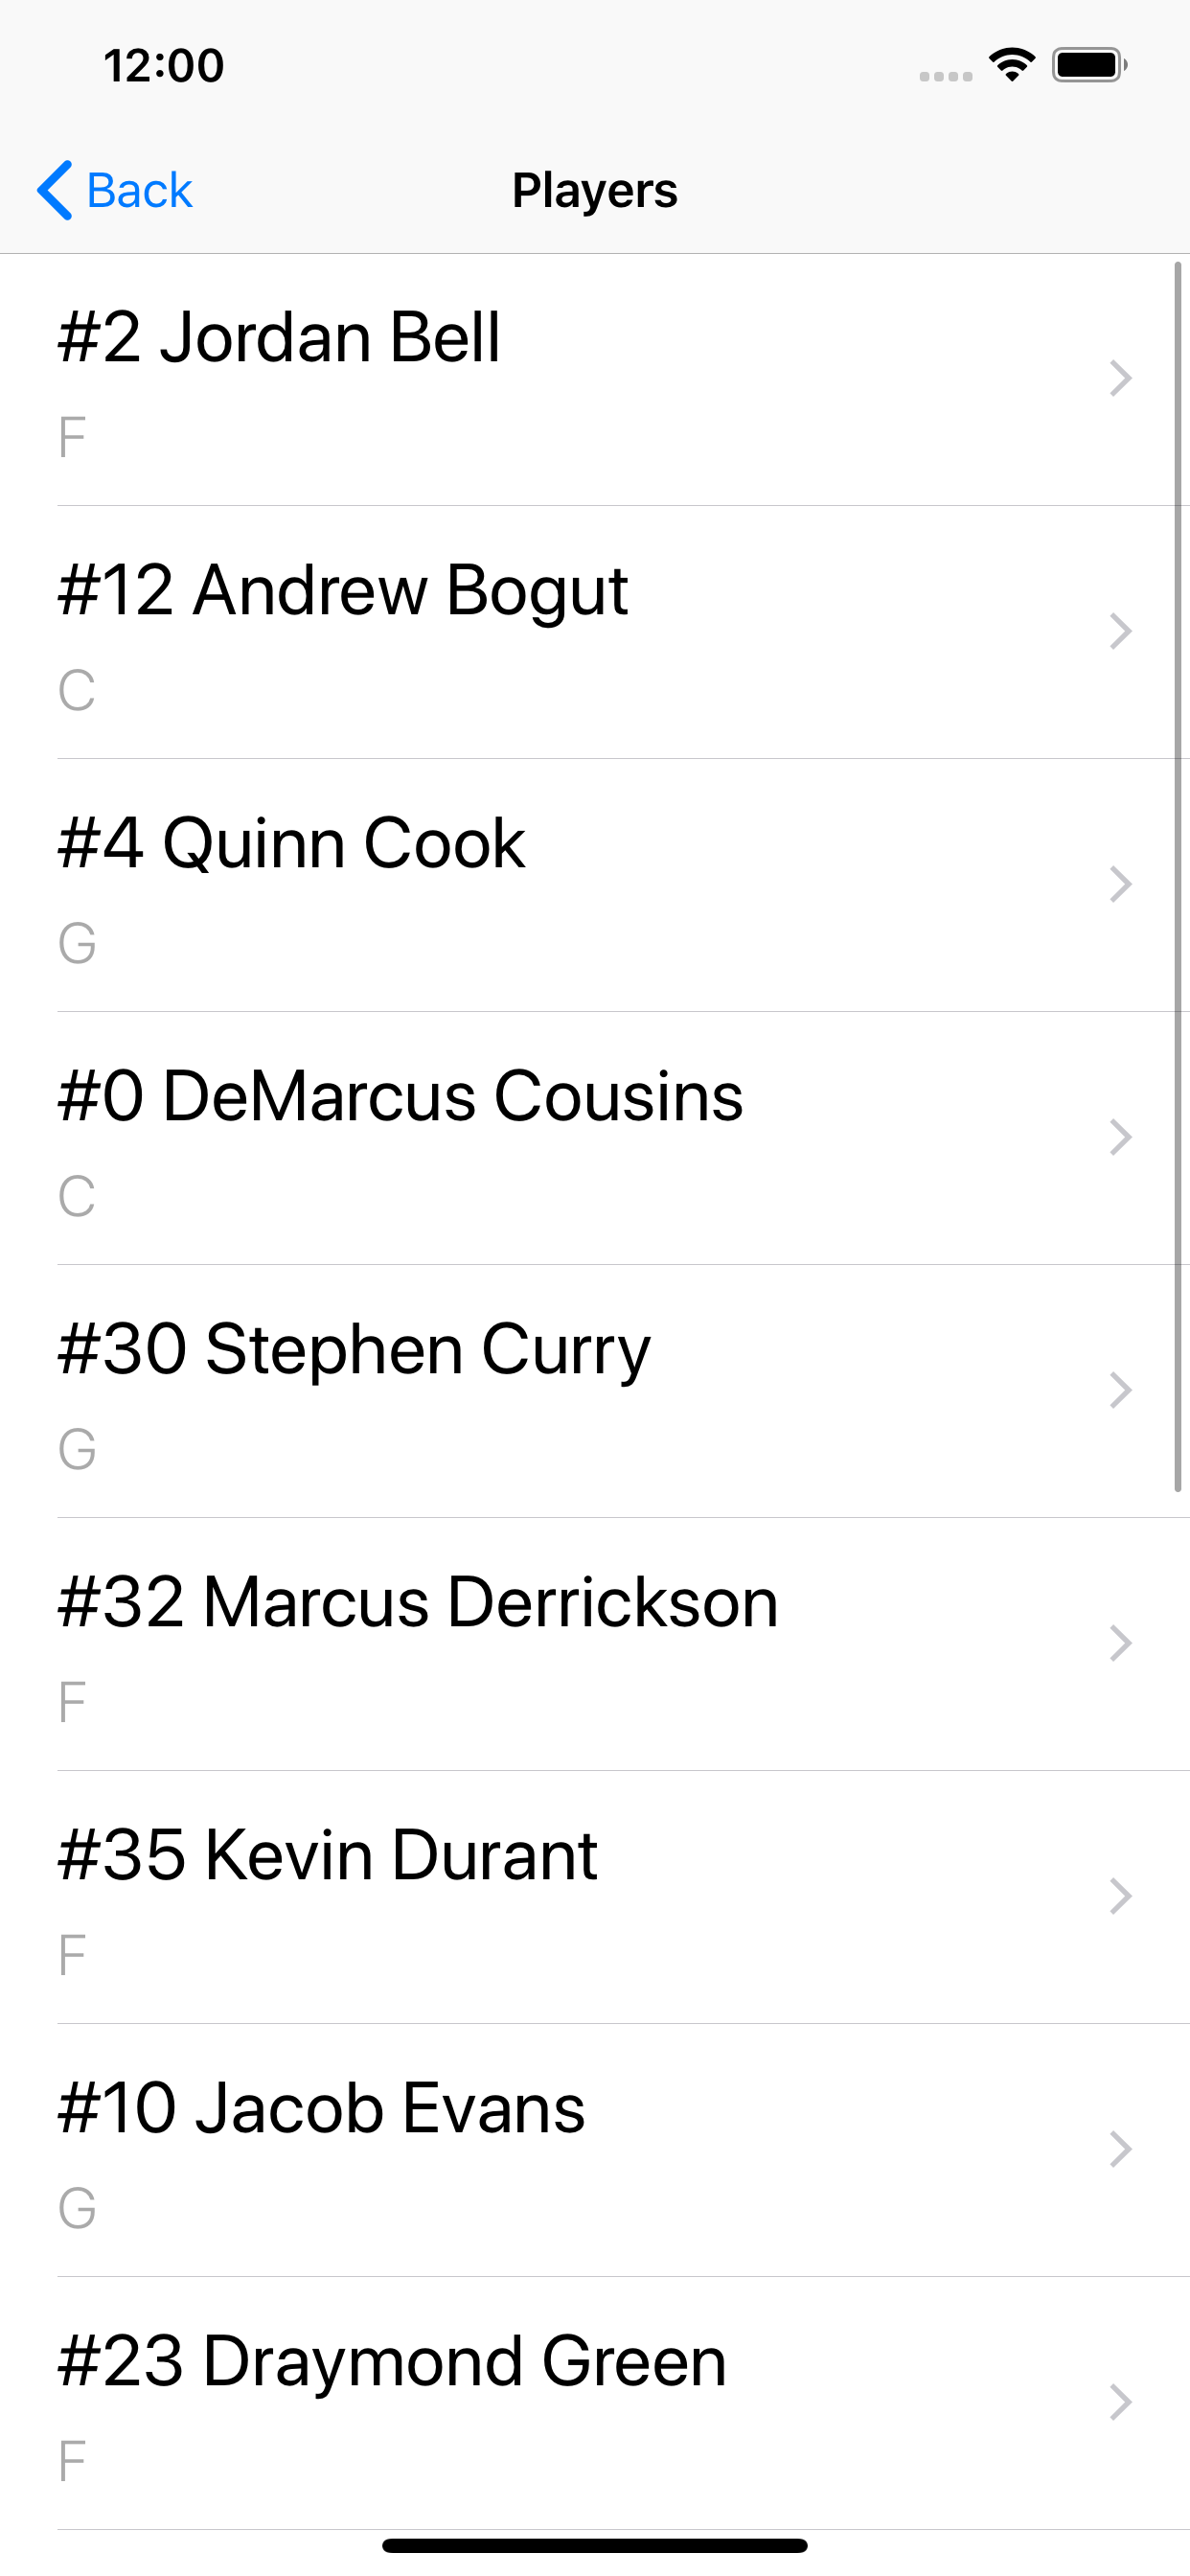 12:00
Back
Players
#2 Jordan Bell
F
#12 Andrew Bogut
C
#4 Quinn Cook
G
#0 DeMarcus Cousins
C
#30 Stephen Curry
G
#32 Marcus Derrickson
F
#35 Kevin Durant
F
#10 Jacob Evans
G
#23 Draymond Green
F